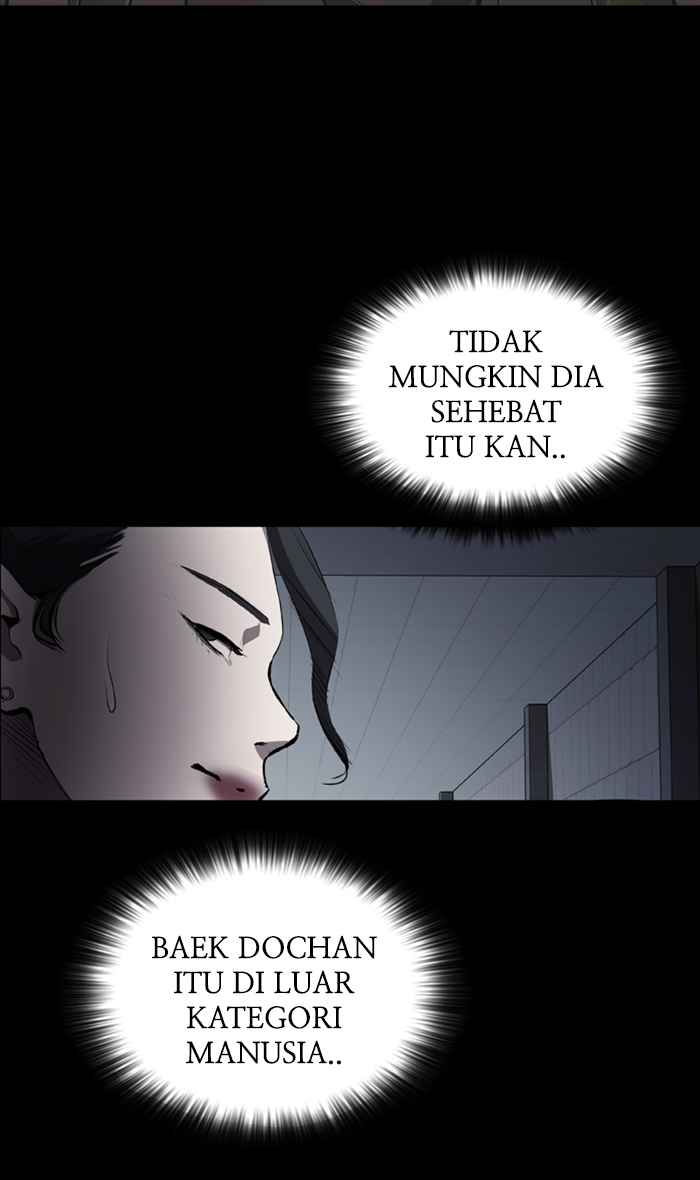 TIDAK
MUNGKIN DIA
SEHEBAT
ITU KAN..
BAEK DOCHAN
ITU DI LUAR
KATEGORI
MANUSIA..